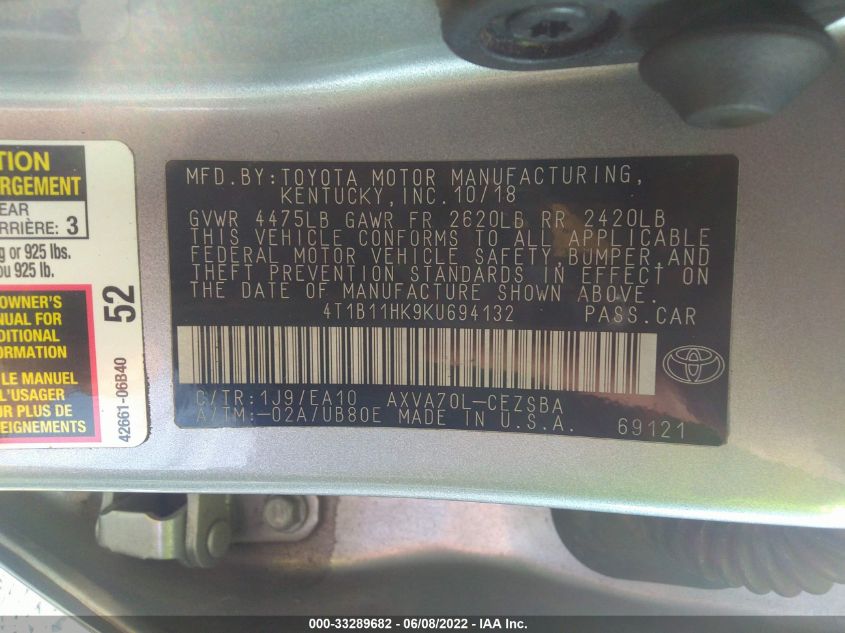 TION
RGEMENT
EAR
RRIÈRE: 3
g or 925 lbs.
ou 925 lb.
OWNER'S
NUAL FOR
DITIONAL
RMATION
LE MANUEL
L'USAGER
UR PLUS DE
EIGNEMENTS
52
42661-06B40
MFD.BY:TOYOTA MOTOR MANUFACTURING,
KENTUCKY, INC. 10/18
GVWR 4475LB GAWR FR 2620LB RR 2420LB
THIS VEHICLE CONFORMS TO ALL APPLICABLE
FEDERAL MOTOR VEHICLE SAFETY, BUMPER, AND
THEFT PREVENTION STANDARDS IN EFFECT ON
THE DATE OF MANUFACTURE SHOWN ABOVE.
4T1B11HK9KU694132 PASS.CAR
C/TR:1J9/EA10 AXVA70L-CEZSBA
A/TM:-02A/UB80E MADE IN U.S.A. 69121
000-33289682 - 06/08/2022 - IAA Inc.